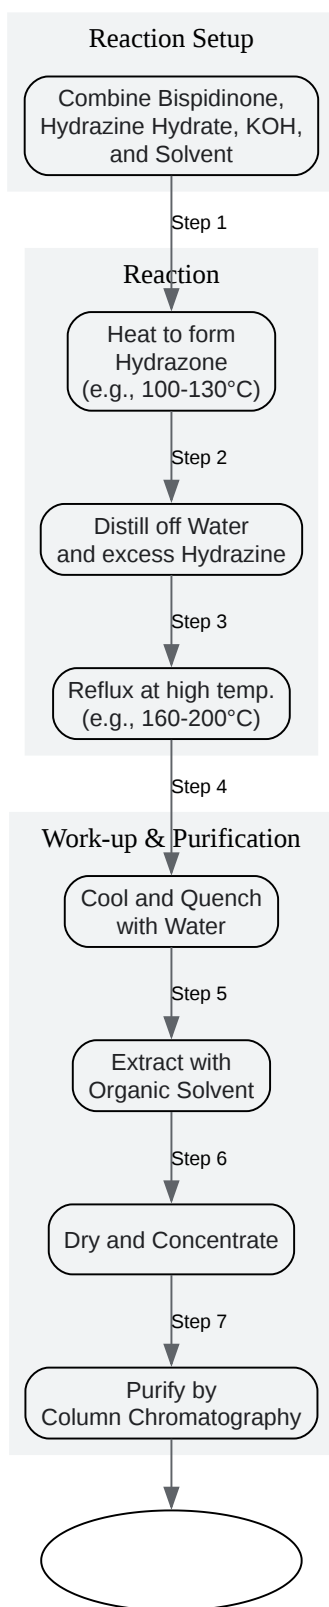 Reaction Setup
Combine Bispidinone,
Hydrazine Hydrate, KOH,
and Solvent
Step 1
Reaction
Heat to form
Hydrazone
(e.g., 100-130°C)
Step 2
Distill off Water
and excess Hydrazine
Step 3
Reflux at high temp.
(e.g., 160-200°C)
Step 4
Work-up & Purification
Cool and Quench
with Water
Step 5
Extract with
Organic Solvent
Step 6
Dry and Concentrate
Step 7
Purify by
Column Chromatography